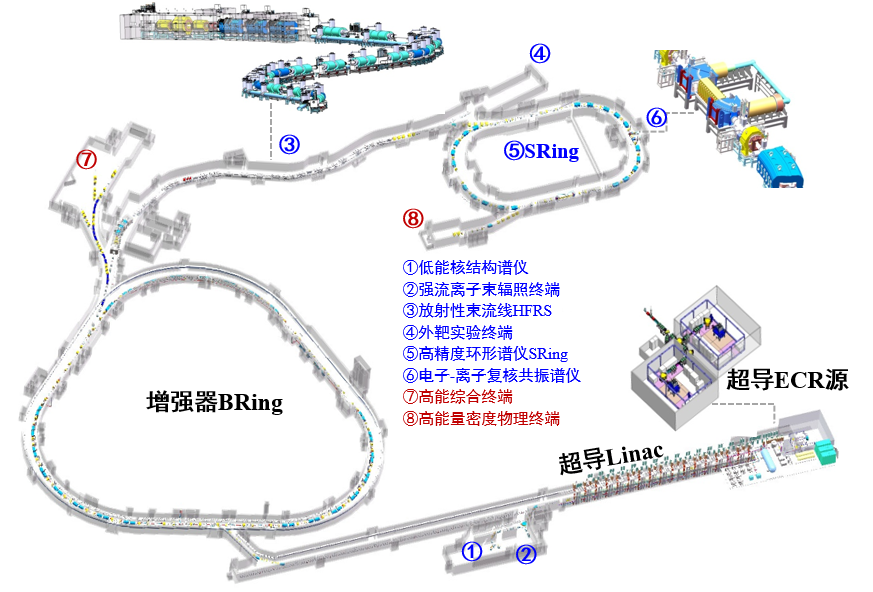 ④
③
⑥
⑤SRing
⑦
⑧
①低能核结构谱仪
②强流离子束辐照终端
③放射性束流线HFRS
④外靶实验终端
⑤高精度环形谱仪SRing
⑥电子-离子复核共振谱仪
⑦高能综合终端
⑧高能量密度物理终端
超导ECR源
增强器BRing
超导Linac
①
②